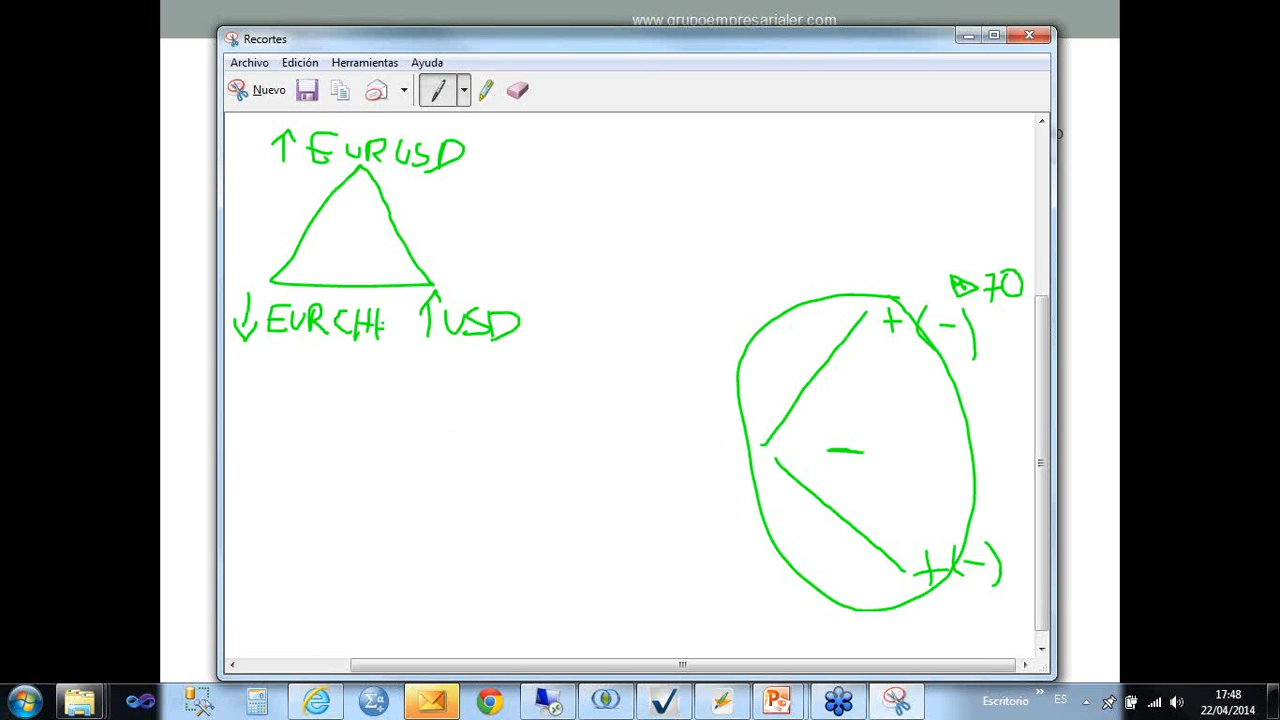 www.grupoempresarialer.com
Recortes
Archivo Edición Herramientas Ayuda
Nuevo
↑ EURUSD
↓ EURCHF ↑ USD
70
+ (-)
-
+ (-)
Escritorio » ES 17:48
22/04/2014